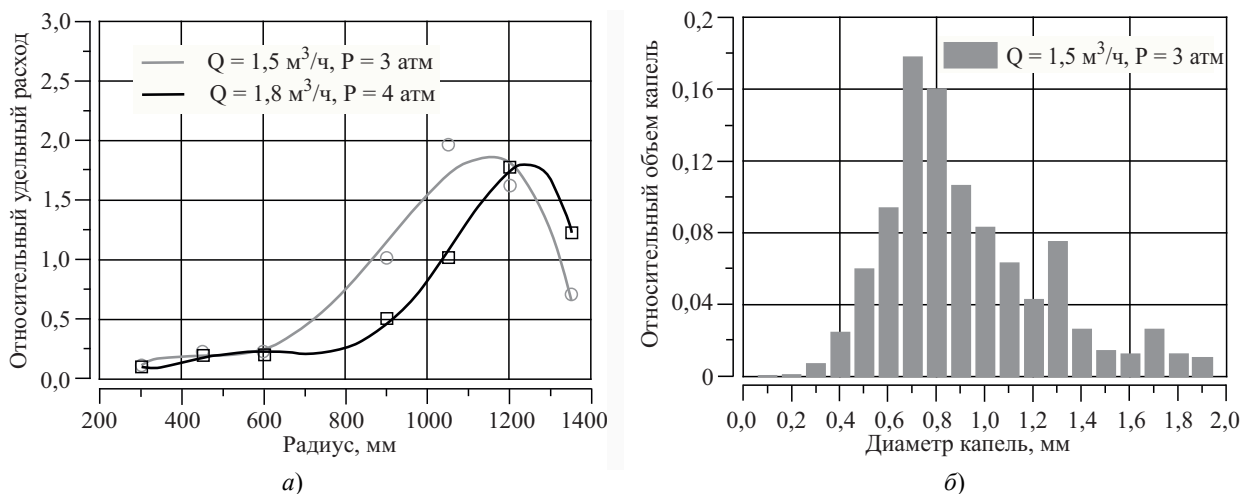 Относительный удельный расход
3,0
2,5
2,0
1,5
1,0
0,5
0,0
Q = 1,5 м³/ч, P = 3 атм
Q = 1,8 м³/ч, P = 4 атм
200 400 600 800 1000 1200 1400
Радиус, мм
а)
Относительный объем капель
0,2
0,16
0,12
0,08
0,04
0
Q = 1,5 м³/ч, P = 3 атм
0,0 0,2 0,4 0,6 0,8 1,0 1,2 1,4 1,6 1,8 2,0
Диаметр капель, мм
б)